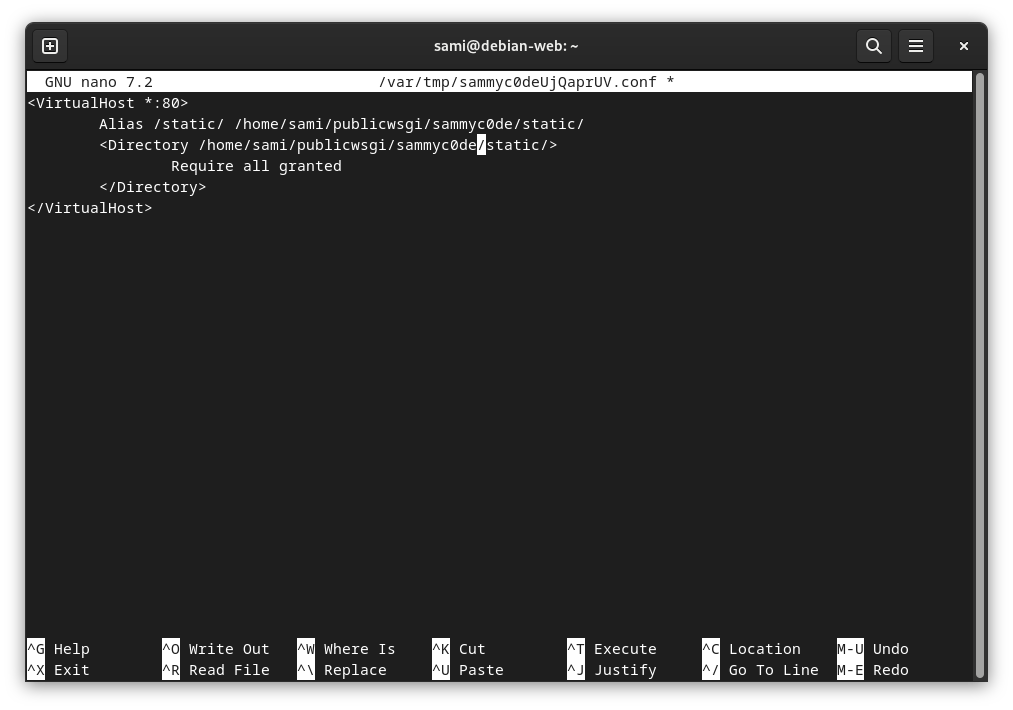 sami@debian-web: ~
GNU nano 7.2 /var/tmp/sammyc0deUjQaprUV.conf *
<VirtualHost *:80>
Alias /static/ /home/sami/publicwsgi/sammyc0de/static/
<Directory /home/sami/publicwsgi/sammyc0de/static/>
Require all granted
</Directory>
</VirtualHost>
^G Help ^O Write Out ^W Where Is ^K Cut ^T Execute ^C Location M-U Undo
^X Exit ^R Read File ^\ Replace ^U Paste ^J Justify ^/ Go To Line M-E Redo